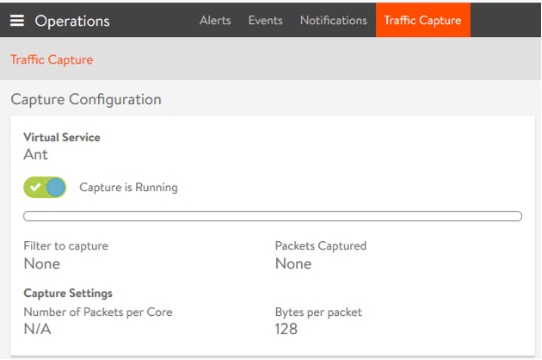 Operations Alerts Events Notifications Traffic Capture
Traffic Capture
Capture Configuration
Virtual Service
Ant
Capture is Running
Filter to capture Packets Captured
None None
Capture Settings
Number of Packets per Core Bytes per packet
N/A 128